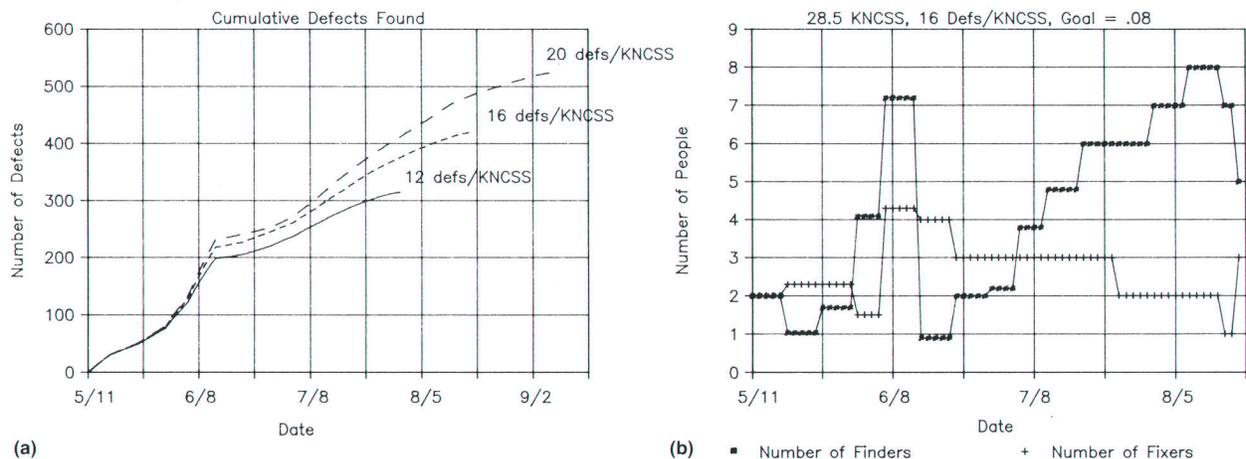 Cumulative Defects Found
600
500
400
300
200
100
0
Number of Defects
20 defs/KNCSS
16 defs/KNCSS
12 defs/KNCSS
5/11 6/8 7/8 8/5 9/2
Date
(a)
28.5 KNCSS, 16 Defs/KNCSS, Goal = .08
9
8
7
6
5
4
3
2
1
0
Number of People
5/11 6/8 7/8 8/5
Date
(b)
Number of Finders
Number of Fixers